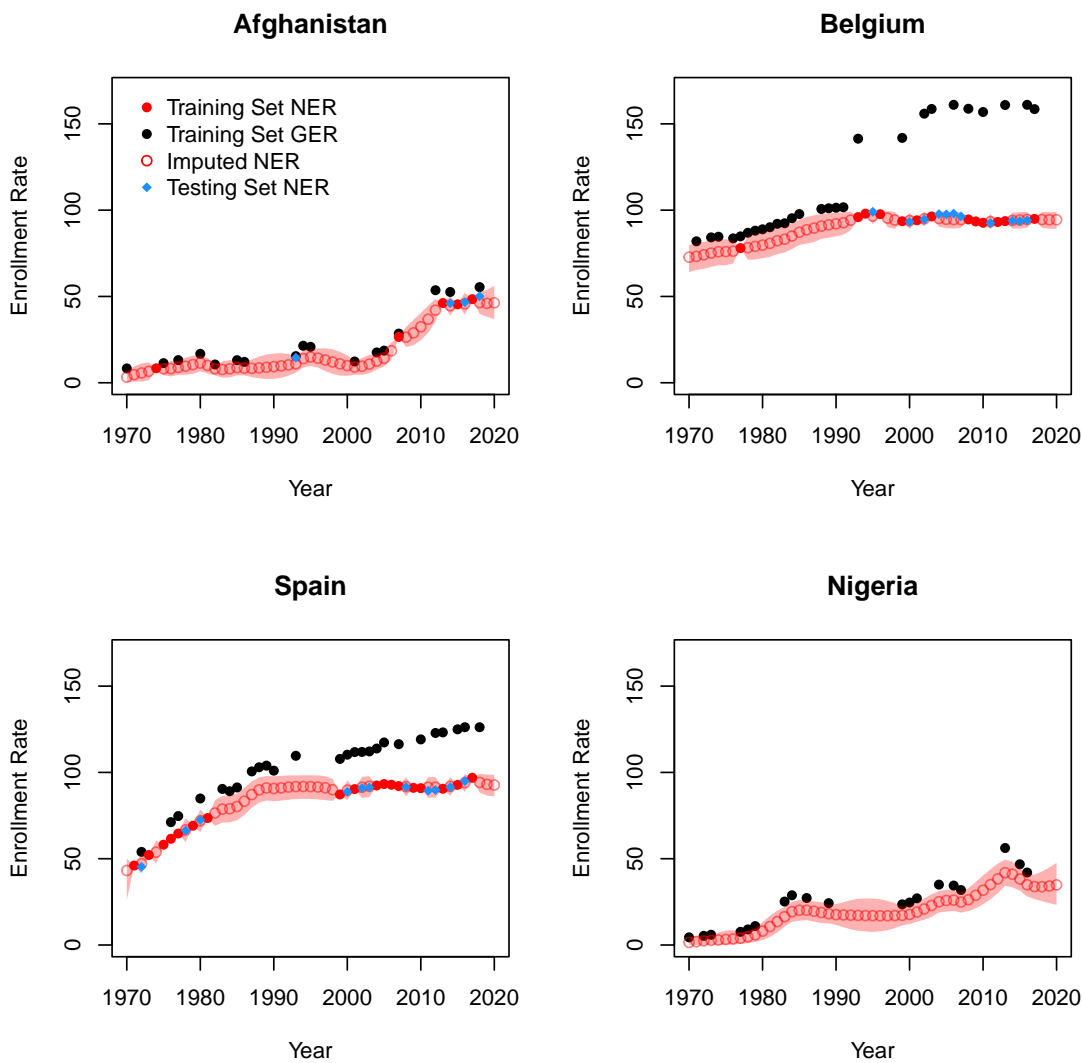 Afghanistan
150
100
50
0
Enrollment Rate
Training Set NER
Training Set GER
Imputed NER
Testing Set NER
1970 1980 1990 2000 2010 2020
Year
Belgium
150
100
50
0
Enrollment Rate
1970 1980 1990 2000 2010 2020
Year
Spain
150
100
50
0
Enrollment Rate
1970 1980 1990 2000 2010 2020
Year
Nigeria
150
100
50
0
Enrollment Rate
1970 1980 1990 2000 2010 2020
Year